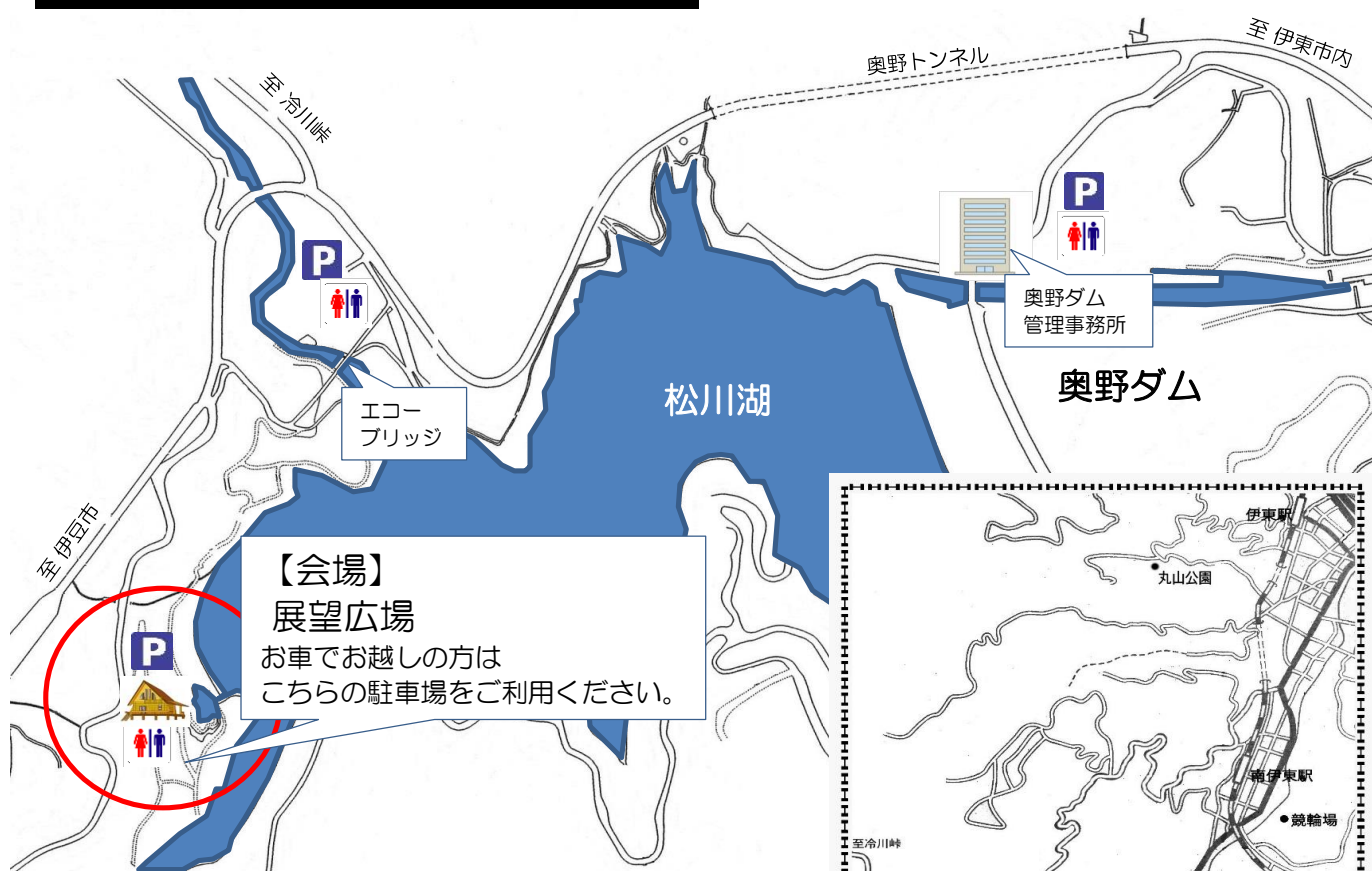 奥野トンネル
至 伊東市内
至 冷川峠
P
P
奥野ダム
管理事務所
奥野ダム
松川湖
エコー
ブリッジ
至 伊豆市
【会場】
展望広場
お車でお越しの方は
こちらの駐車場をご利用ください。
P
伊東駅
丸山公園
南伊東駅
競輪場
至冷川峠